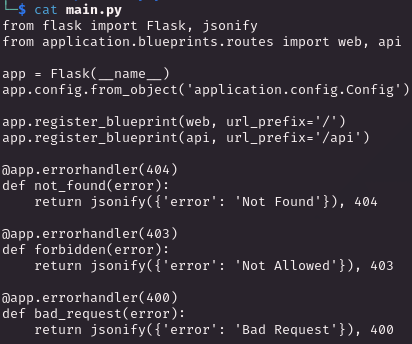 └─$ cat main.py
from flask import Flask, jsonify
from application.blueprints.routes import web, api

app = Flask(__name__)
app.config.from_object('application.config.Config')

app.register_blueprint(web, url_prefix='/')
app.register_blueprint(api, url_prefix='/api')

@app.errorhandler(404)
def not_found(error):
    return jsonify({'error': 'Not Found'}), 404

@app.errorhandler(403)
def forbidden(error):
    return jsonify({'error': 'Not Allowed'}), 403

@app.errorhandler(400)
def bad_request(error):
    return jsonify({'error': 'Bad Request'}), 400